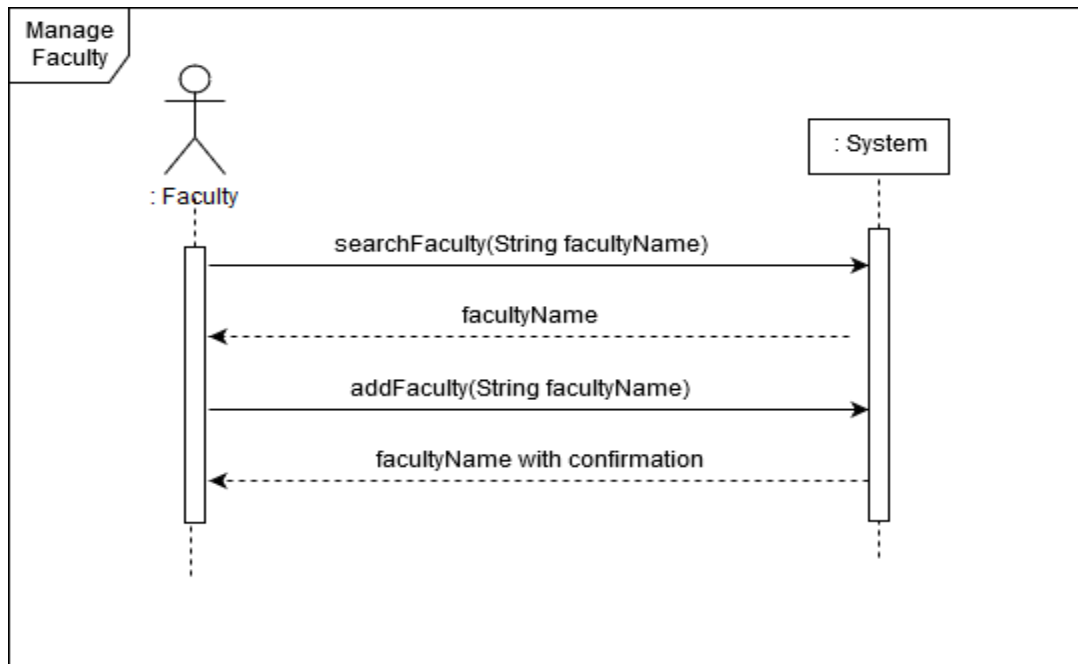 Manage
Faculty
: System
: Faculty
searchFaculty(String facultyName)
facultyName
addFaculty(String facultyName)
facultyName with confirmation